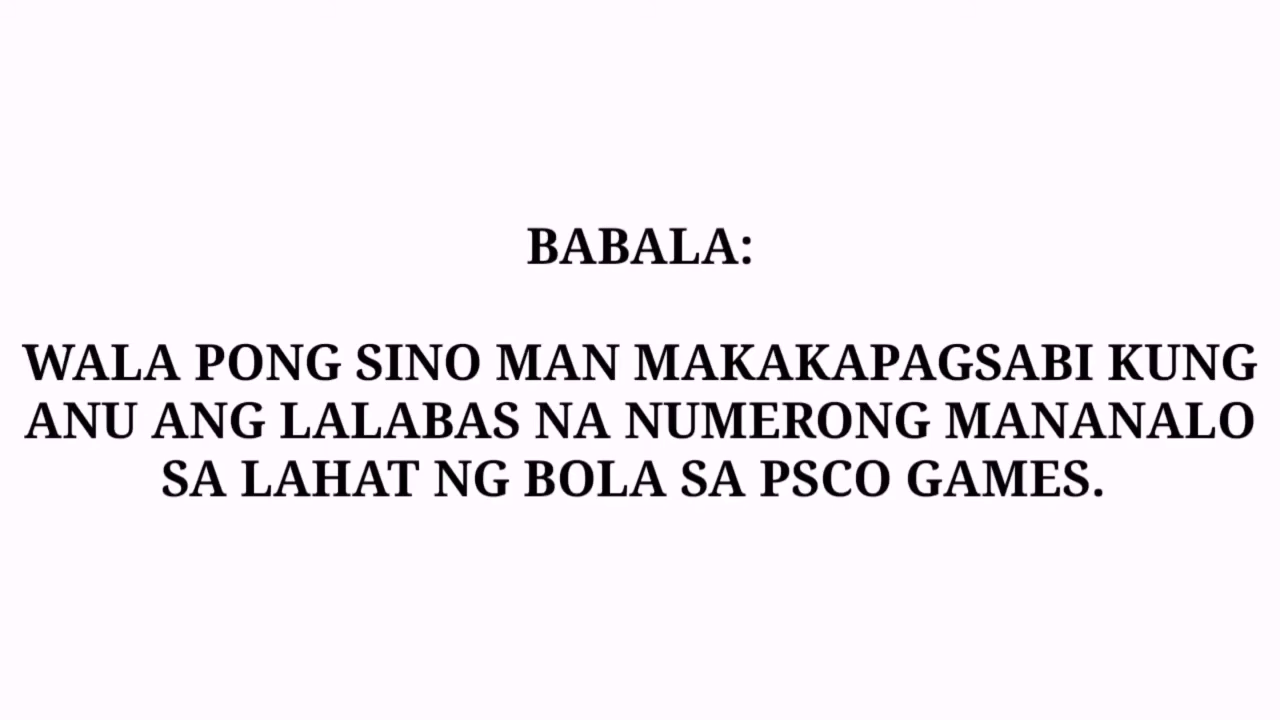 BABALA:
WALA PONG SINO MAN MAKAKAPAGSABI KUNG
ANU ANG LALABAS NA NUMERONG MANANALO
SA LAHAT NG BOLA SA PSCO GAMES.